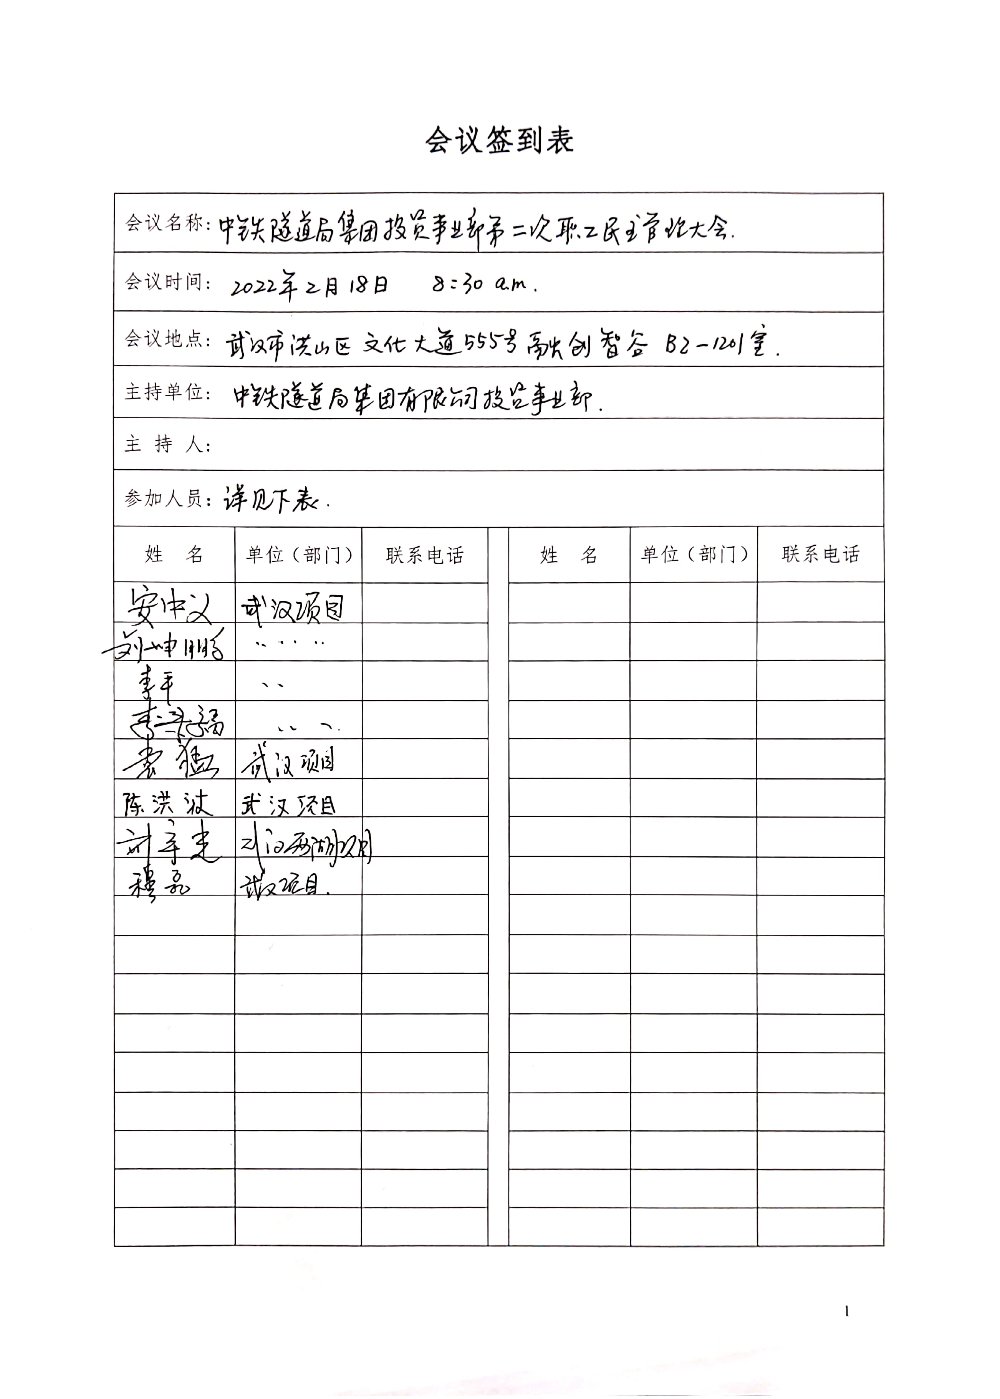 会议签到表
会议名称: 中铁隧道局集团投资事业部第二次职工民主管理大会.
会议时间: 2022年2月18日 8:30 a.m.
会议地点: 武汉市洪山区文化大道555号融创智谷 B2-1201室.
主持单位: 中铁隧道局集团有限公司投资事业部.
主 持 人:
参加人员: 详见下表.
姓 名 单位(部门) 联系电话 姓 名 单位(部门) 联系电话
安中义 武汉项目
刘坤鹏 、、、、
李平 、、
李 福 、、、
袁猛 武汉项目
陈洪波 武汉项目
刘宇光 武汉两湖项目
穆磊 武汉项目.
1